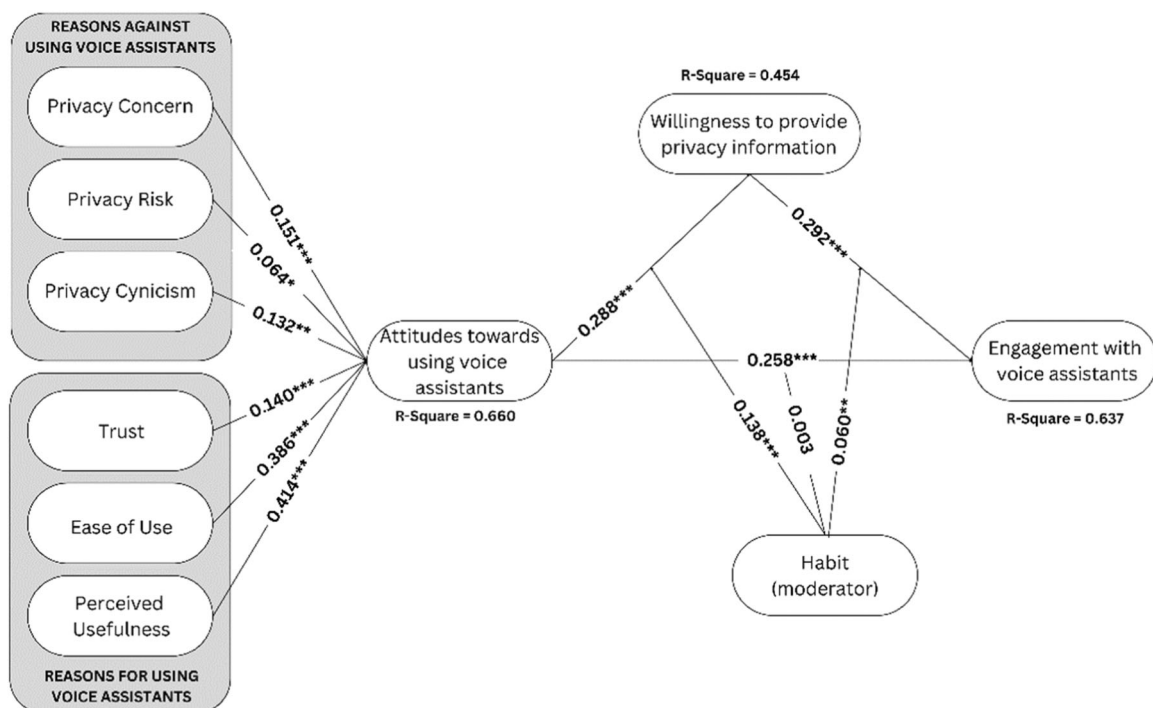 REASONS AGAINST
USING VOICE ASSISTANTS
Privacy Concern
Privacy Risk
Privacy Cynicism
0.151***
0.064*
0.132**
Trust
Ease of Use
Perceived
Usefulness
REASONS FOR USING
VOICE ASSISTANTS
0.140***
0.386***
0.414***
Attitudes towards
using voice
assistants
R-Square = 0.660
R-Square = 0.454
Willingness to provide
privacy information
0.288***
0.292***
0.258***
0.138***
0.003
0.060**
Engagement with
voice assistants
R-Square = 0.637
Habit
(moderator)